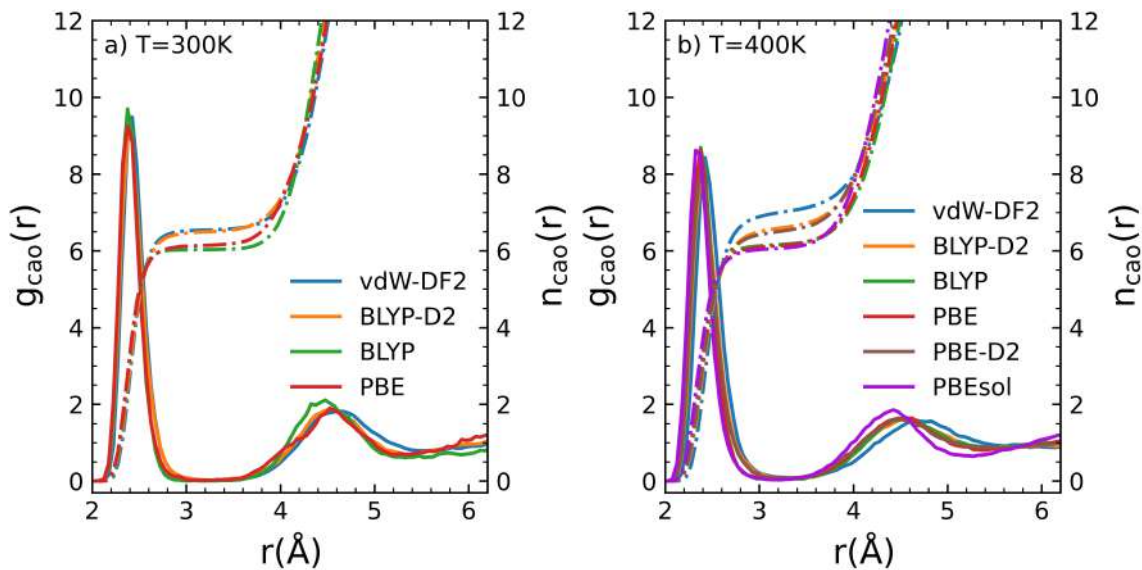 a) T=300K
g_cao(r)
12
10
8
6
4
2
0
12
10
8
6
4
2
0
n_cao(r)
vdW-DF2
BLYP-D2
BLYP
PBE
2 3 4 5 6
r(Å)
b) T=400K
g_cao(r)
12
10
8
6
4
2
0
12
10
8
6
4
2
0
n_cao(r)
vdW-DF2
BLYP-D2
BLYP
PBE
PBE-D2
PBEsol
2 3 4 5 6
r(Å)